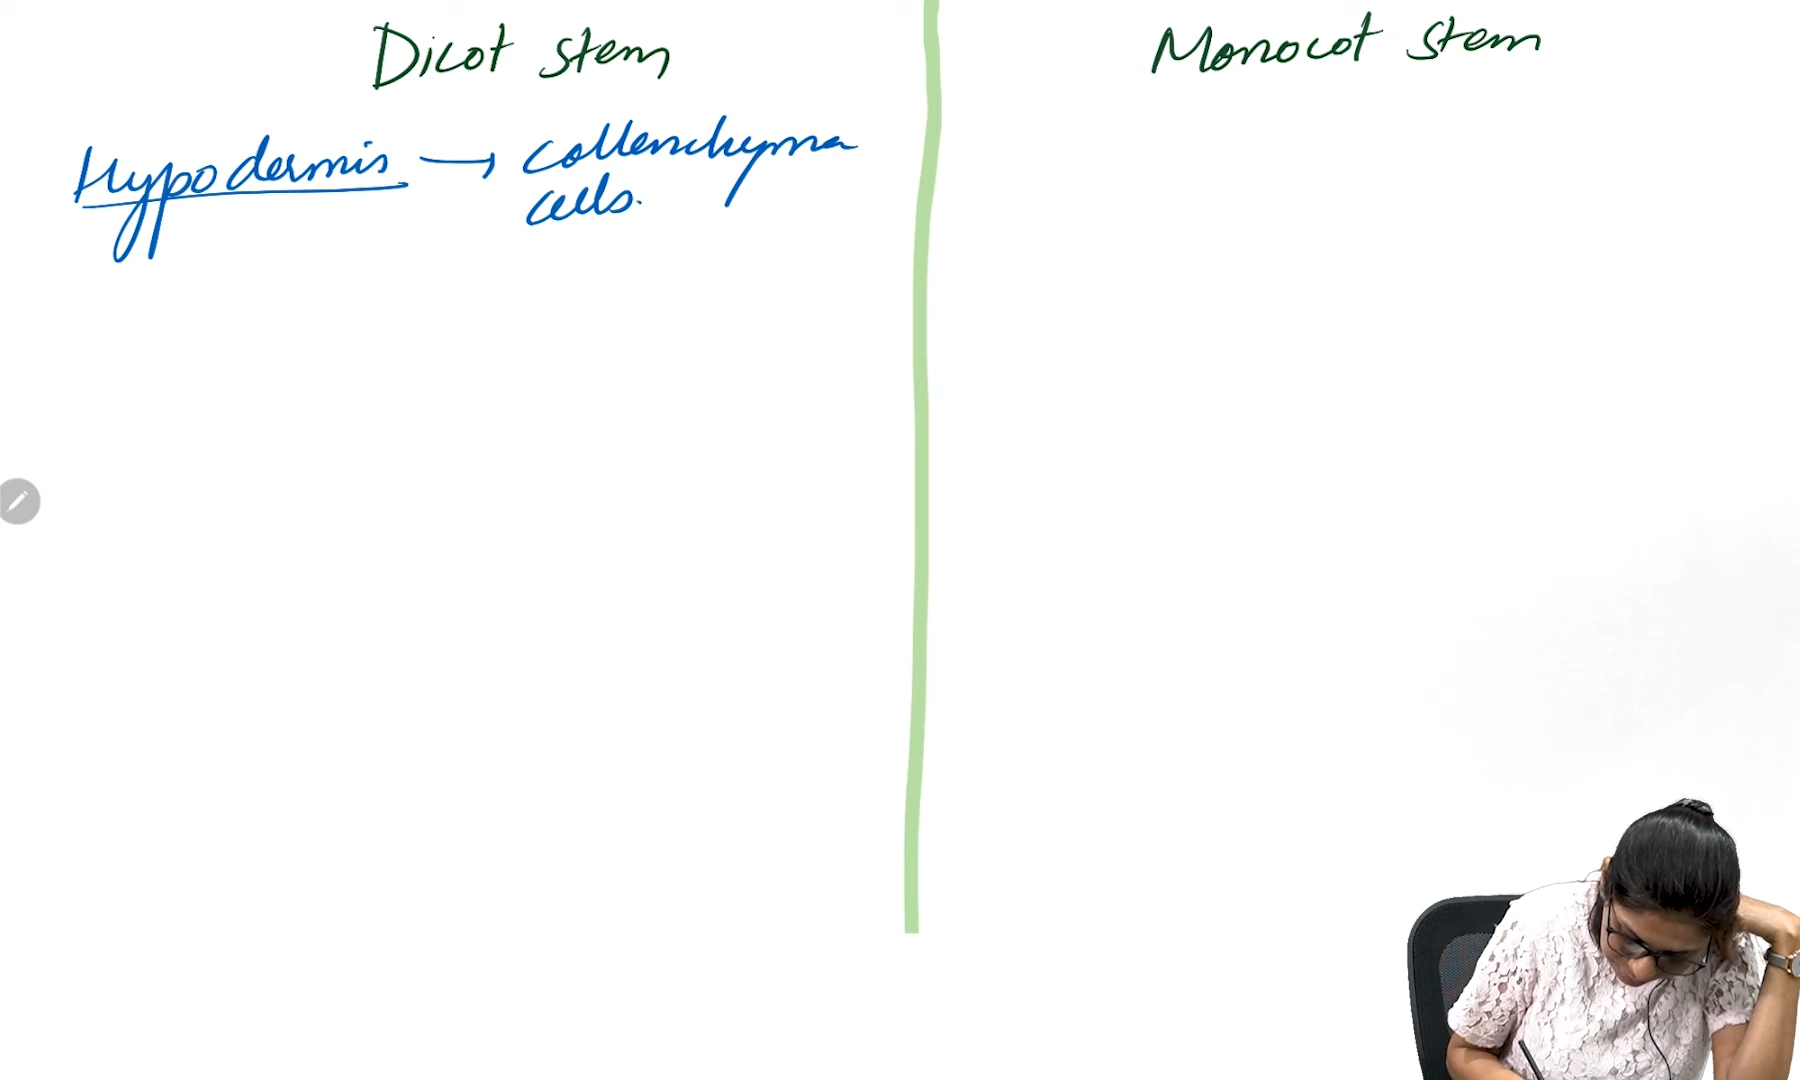 Dicot stem
Monocot stem
Hypodermis → collenchyma
cells.